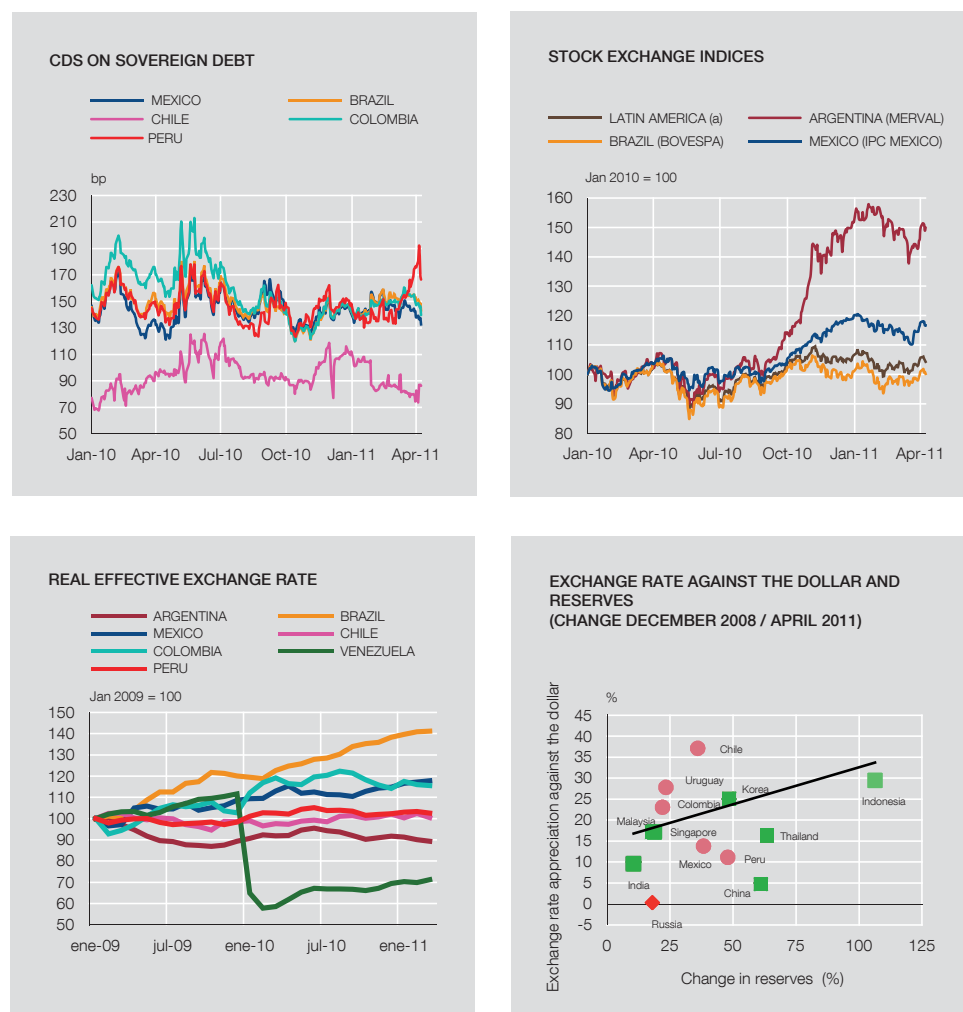 CDS ON SOVEREIGN DEBT
MEXICO
BRAZIL
CHILE
COLOMBIA
PERU
bp
230
210
190
170
150
130
110
90
70
50
Jan-10 Apr-10 Jul-10 Oct-10 Jan-11 Apr-11
STOCK EXCHANGE INDICES
LATIN AMERICA (a)
ARGENTINA (MERVAL)
BRAZIL (BOVESPA)
MEXICO (IPC MEXICO)
Jan 2010 = 100
160
150
140
130
120
110
100
90
80
Jan-10 Apr-10 Jul-10 Oct-10 Jan-11 Apr-11
REAL EFFECTIVE EXCHANGE RATE
ARGENTINA
BRAZIL
MEXICO
CHILE
COLOMBIA
VENEZUELA
PERU
Jan 2009 = 100
150
140
130
120
110
100
90
80
70
60
50
ene-09 jul-09 ene-10 jul-10 ene-11
EXCHANGE RATE AGAINST THE DOLLAR AND
RESERVES
(CHANGE DECEMBER 2008 / APRIL 2011)
Exchange rate appreciation against the dollar
%
45
40
35
30
25
20
15
10
5
0
-5
Chile
Uruguay
Korea
Colombia
Indonesia
Malaysia
Singapore
Thailand
Mexico
Peru
India
China
Russia
0 25 50 75 100 125
Change in reserves (%)